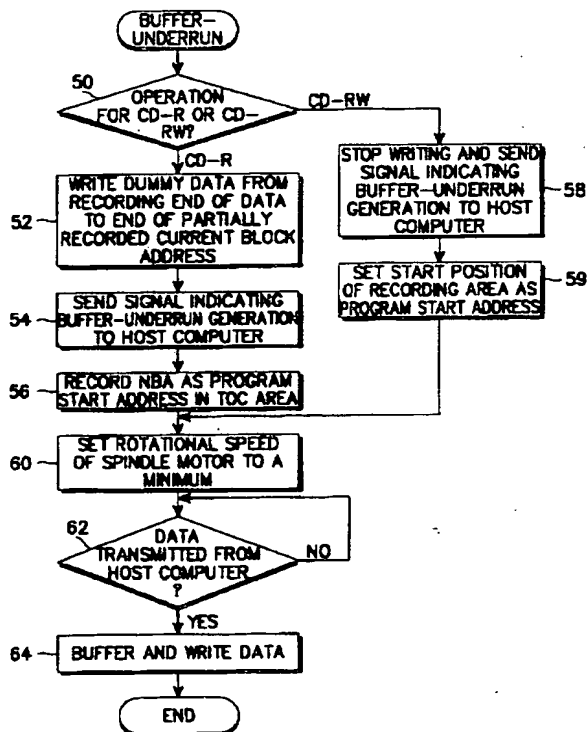 BUFFER-
UNDERRUN
50
OPERATION
FOR CD-R OR CD-
RW?
CD-RW
CD-R
52
WRITE DUMMY DATA FROM
RECORDING END OF DATA
TO END OF PARTIALLY
RECORDED CURRENT BLOCK
ADDRESS
STOP WRITING AND SEND
SIGNAL INDICATING
BUFFER-UNDERRUN
GENERATION TO HOST
COMPUTER
58
54
SEND SIGNAL INDICATING
BUFFER-UNDERRUN GENERATION
TO HOST COMPUTER
SET START POSITION
OF RECORDING AREA AS
PROGRAM START ADDRESS
59
56
RECORD NBA AS PROGRAM
START ADDRESS IN TOC AREA
60
SET ROTATIONAL SPEED
OF SPINDLE MOTOR TO A
MINIMUM
62
DATA
TRANSMITTED FROM
HOST COMPUTER
?
NO
YES
64
BUFFER AND WRITE DATA
END